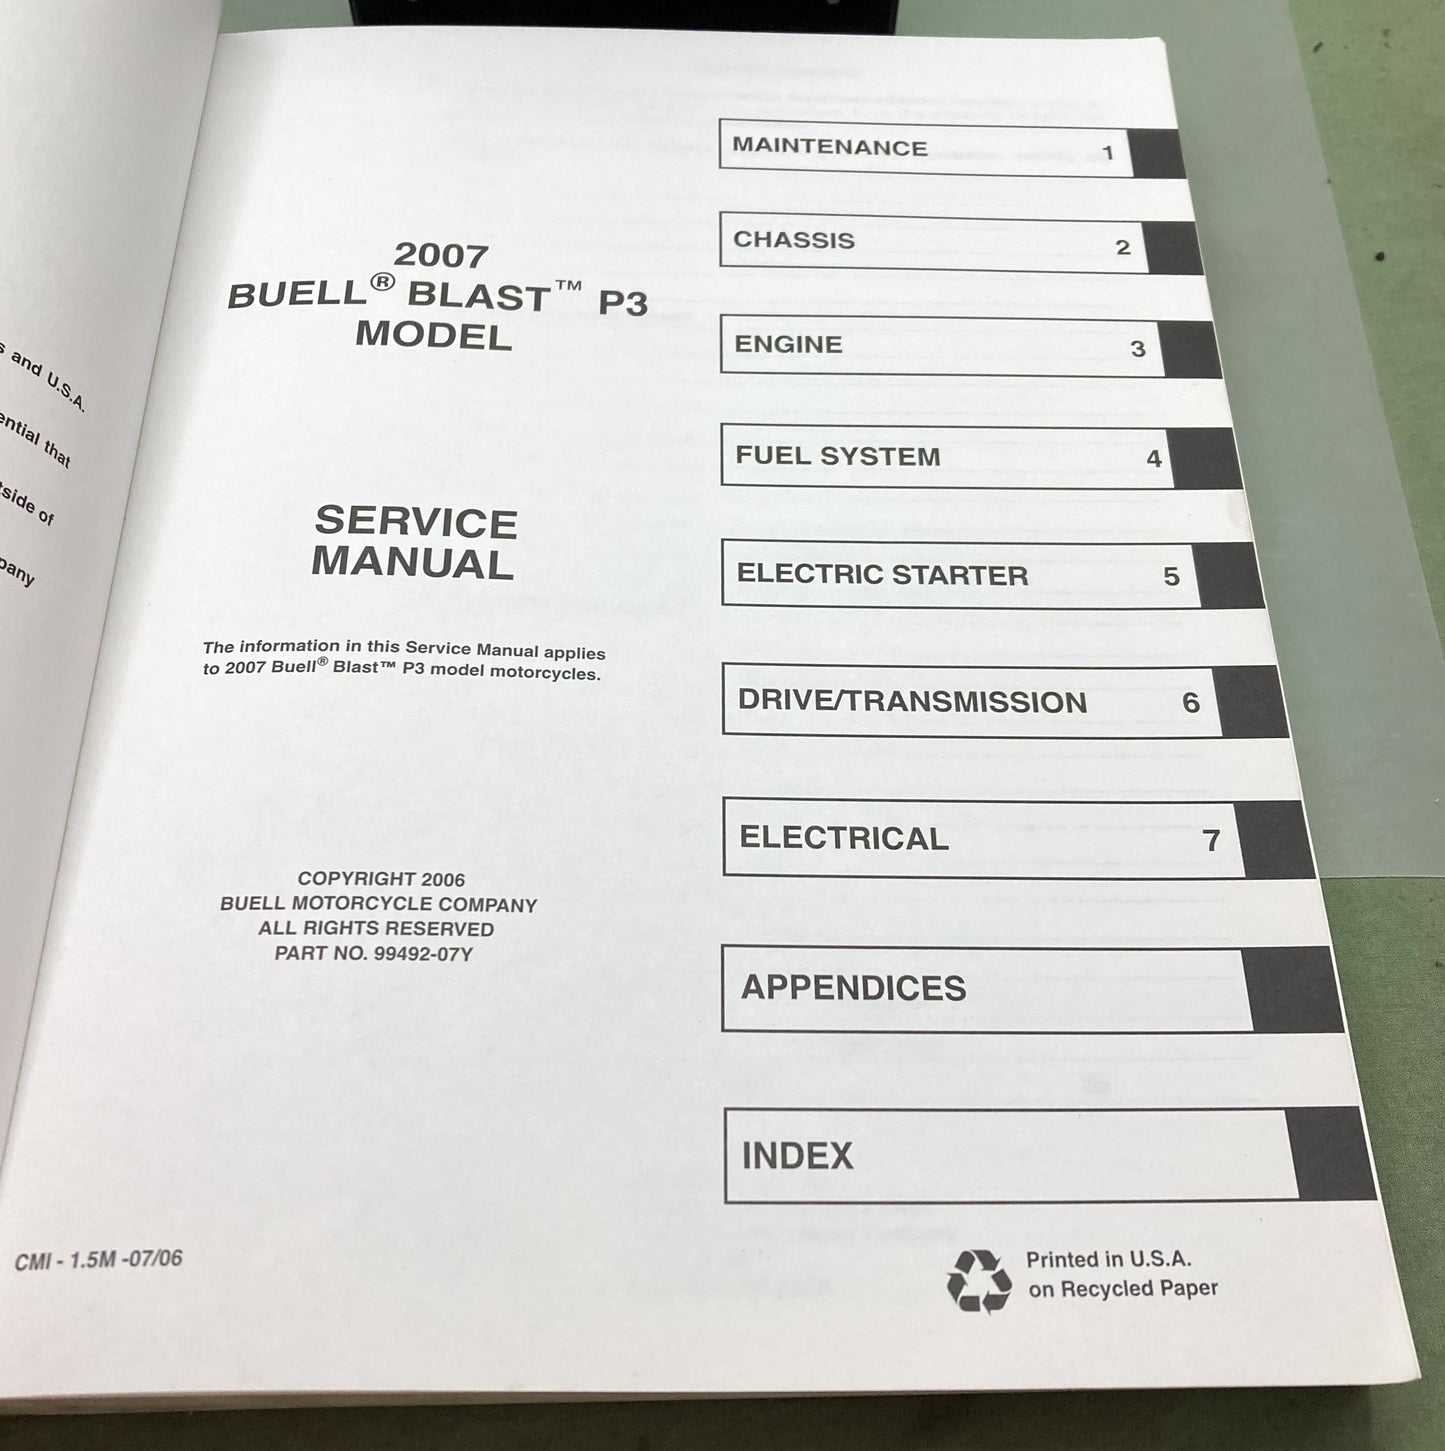 s and U.S.A.
that
of
2007
BUELL® BLAST™ P3
MODEL
SERVICE
MANUAL
The information in this Service Manual applies
to 2007 Buell® Blast™ P3 model motorcycles.
COPYRIGHT 2006
BUELL MOTORCYCLE COMPANY
ALL RIGHTS RESERVED
PART NO. 99492-07Y
CMI - 1.5M -07/06
MAINTENANCE 1
CHASSIS 2
ENGINE 3
FUEL SYSTEM 4
ELECTRIC STARTER 5
DRIVE/TRANSMISSION 6
ELECTRICAL 7
APPENDICES
INDEX
Printed in U.S.A.
on Recycled Paper